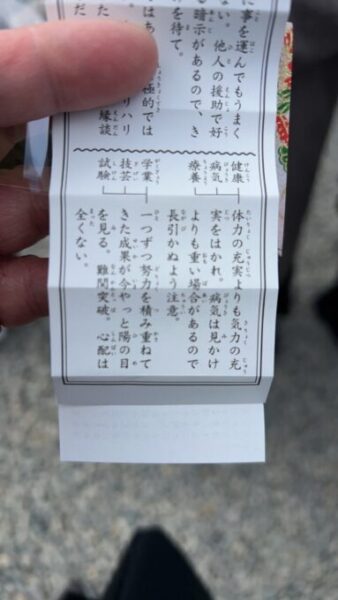 に事を運んでもうまく
ない。他人の援助で好
る暗示があるので、き
を待て。
はあ
極的では
りハリ
縁談
だ
健康
病気
療養
体力の充実よりも気力の充
実をはかれ。病気は見かけ
よりも重い場合があるので
長引かぬよう注意。
学業
技芸
試験
一つずつ努力を積み重ねて
きた成果が今やっと陽の目
を見る。難関突破。心配は
全くない。